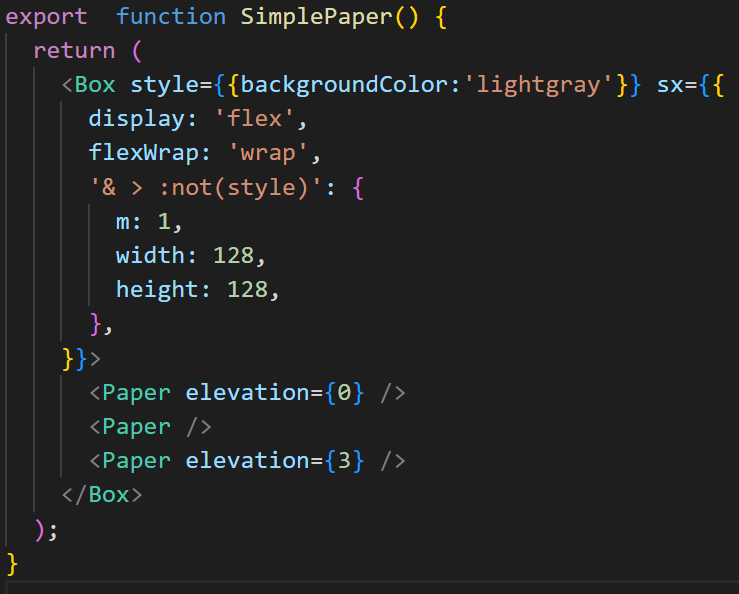 export  function SimplePaper() {
  return (
    <Box style={{backgroundColor:'lightgray'}} sx={{
      display: 'flex',
      flexWrap: 'wrap',
      '& > :not(style)': {
        m: 1,
        width: 128,
        height: 128,
      },
    }}>
      <Paper elevation={0} />
      <Paper />
      <Paper elevation={3} />
    </Box>
  );
}